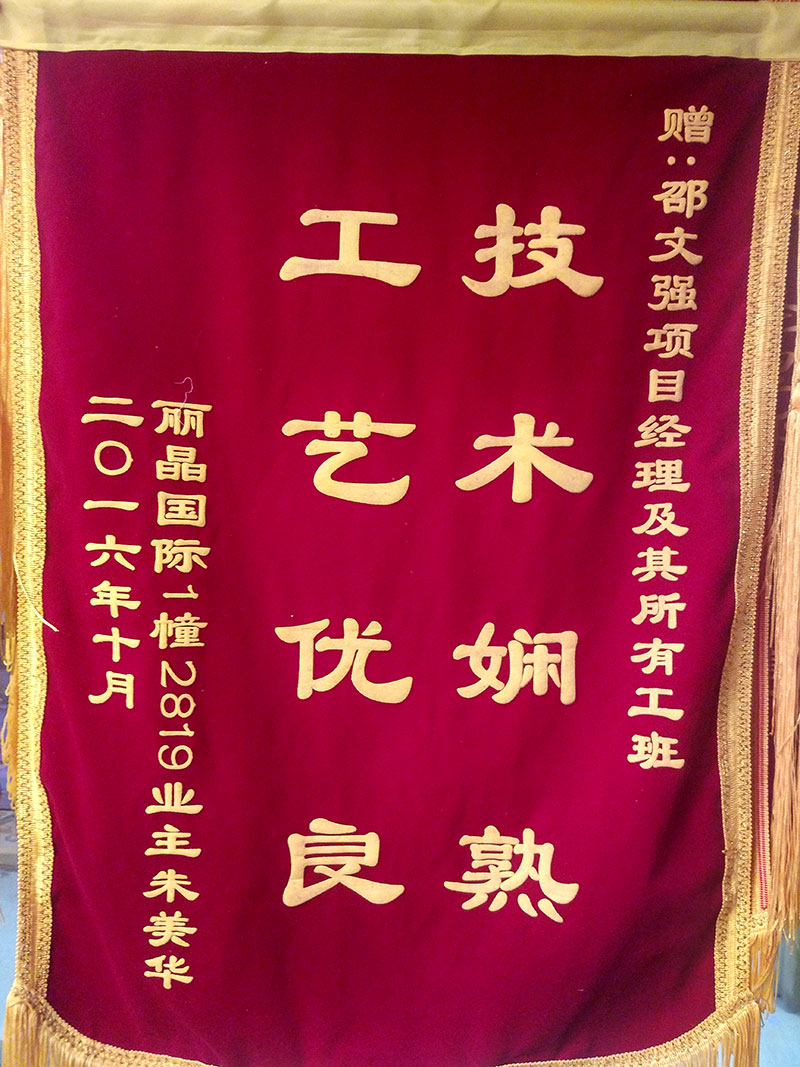 赠:邵文强项目经理及其所有工班
技术娴熟
工艺优良
丽晶国际1幢2819业主朱美华
二〇一六年十月